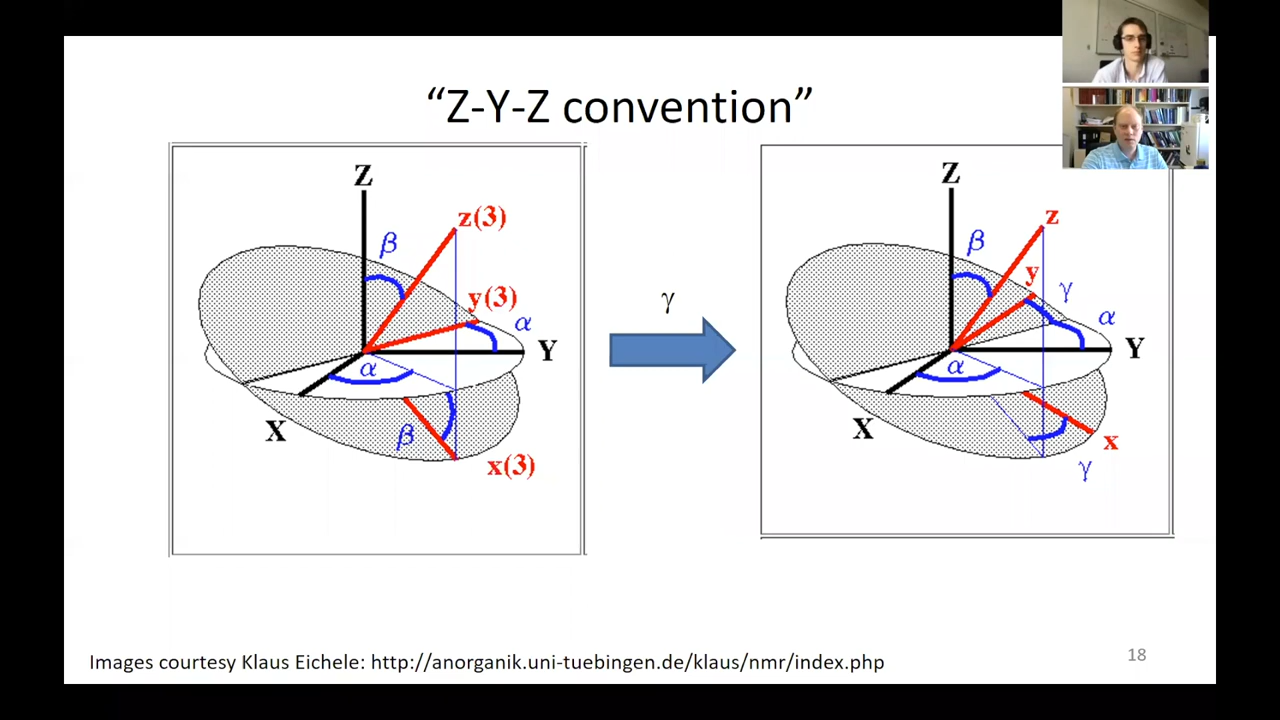 “Z-Y-Z convention”
Z
z(3)
β
y(3)
α
Y
α
X
β
x(3)
γ
Z
z
β
y
γ
α
Y
α
X
x
γ
Images courtesy Klaus Eichele: http://anorganik.uni-tuebingen.de/klaus/nmr/index.php
18